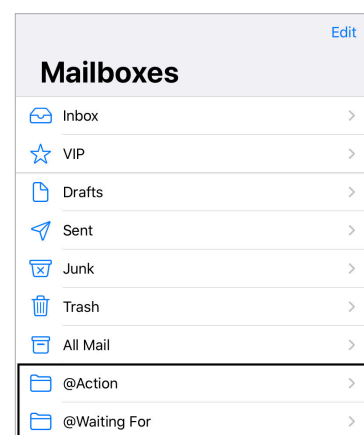 Edit
Mailboxes
Inbox
VIP
Drafts
Sent
Junk
Trash
All Mail
@Action
@Waiting For